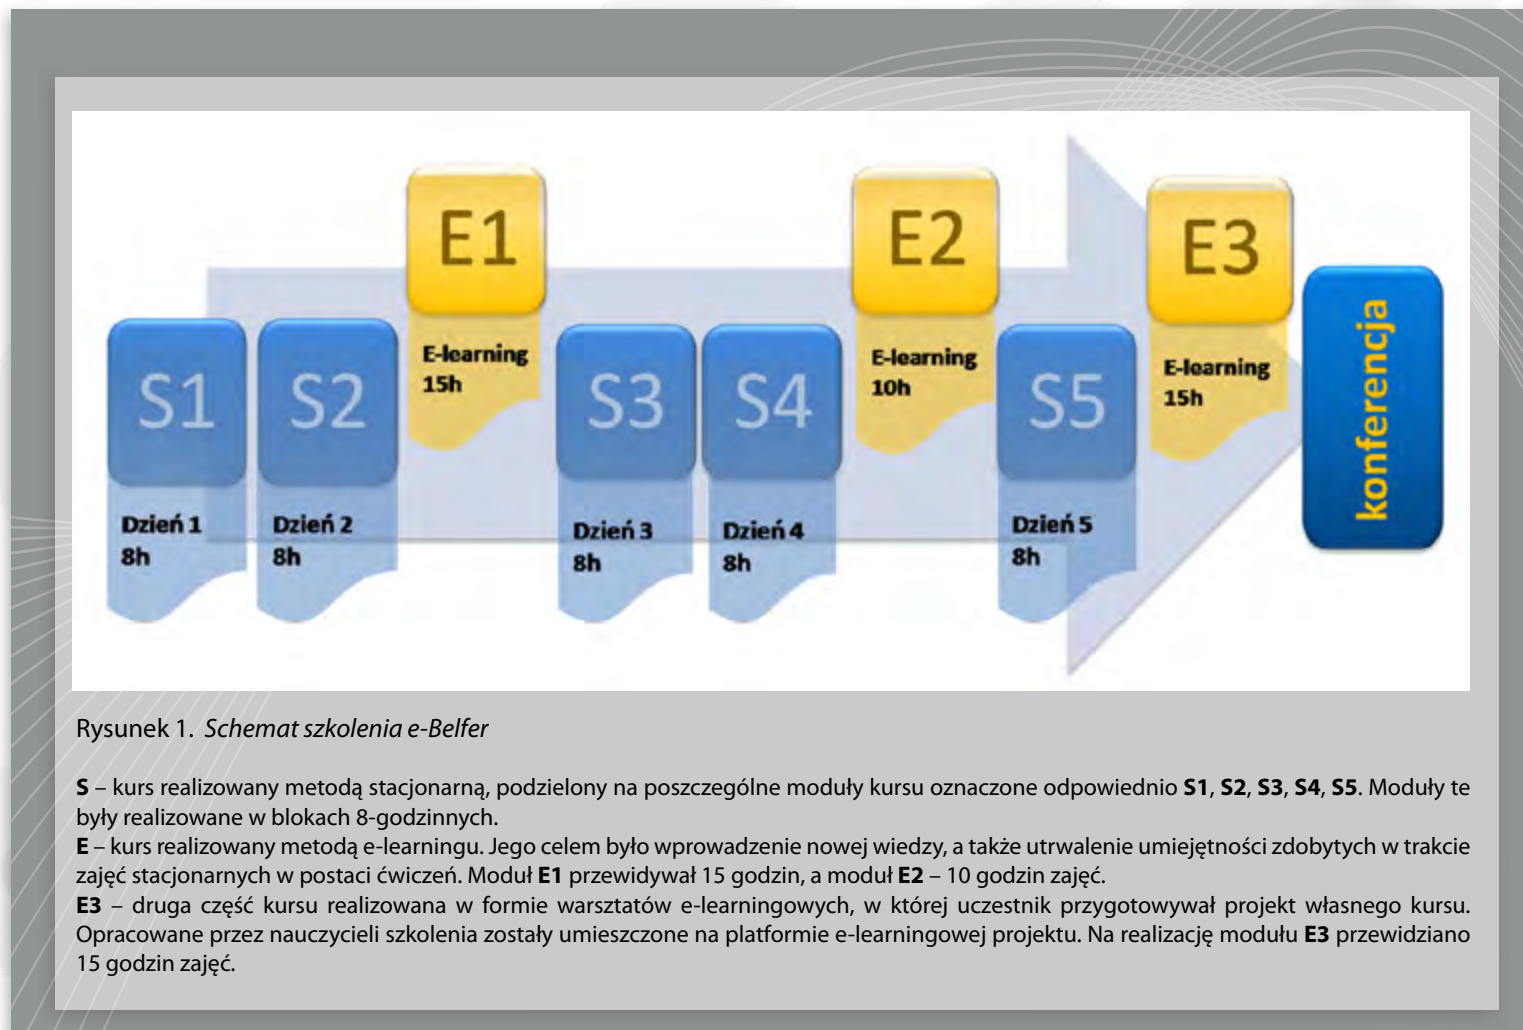 E1
E2
E3
S1
S2
E-learning
15h
S3
S4
E-learning
10h
S5
E-learning
15h
konferencja
Dzień 1
8h
Dzień 2
8h
Dzień 3
8h
Dzień 4
8h
Dzień 5
8h
Rysunek 1. Schemat szkolenia e-Belfer
S – kurs realizowany metodą stacjonarną, podzielony na poszczególne moduły kursu oznaczone odpowiednio S1, S2, S3, S4, S5. Moduły te
były realizowane w blokach 8-godzinnych.
E – kurs realizowany metodą e-learningu. Jego celem było wprowadzenie nowej wiedzy, a także utrwalenie umiejętności zdobytych w trakcie
zajęć stacjonarnych w postaci ćwiczeń. Moduł E1 przewidywał 15 godzin, a moduł E2 – 10 godzin zajęć.
E3 – druga część kursu realizowana w formie warsztatów e-learningowych, w której uczestnik przygotowywał projekt własnego kursu.
Opracowane przez nauczycieli szkolenia zostały umieszczone na platformie e-learningowej projektu. Na realizację modułu E3 przewidziano
15 godzin zajęć.